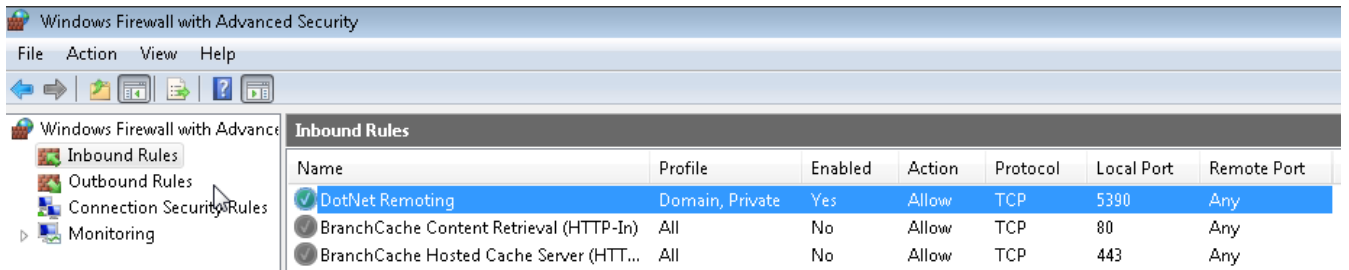 Windows Firewall with Advanced Security
File Action View Help
Windows Firewall with Advance
Inbound Rules
Outbound Rules
Connection Security Rules
Monitoring
Inbound Rules
Name Profile Enabled Action Protocol Local Port Remote Port
DotNet Remoting Domain, Private Yes Allow TCP 5390 Any
BranchCache Content Retrieval (HTTP-In) All No Allow TCP 80 Any
BranchCache Hosted Cache Server (HTT... All No Allow TCP 443 Any